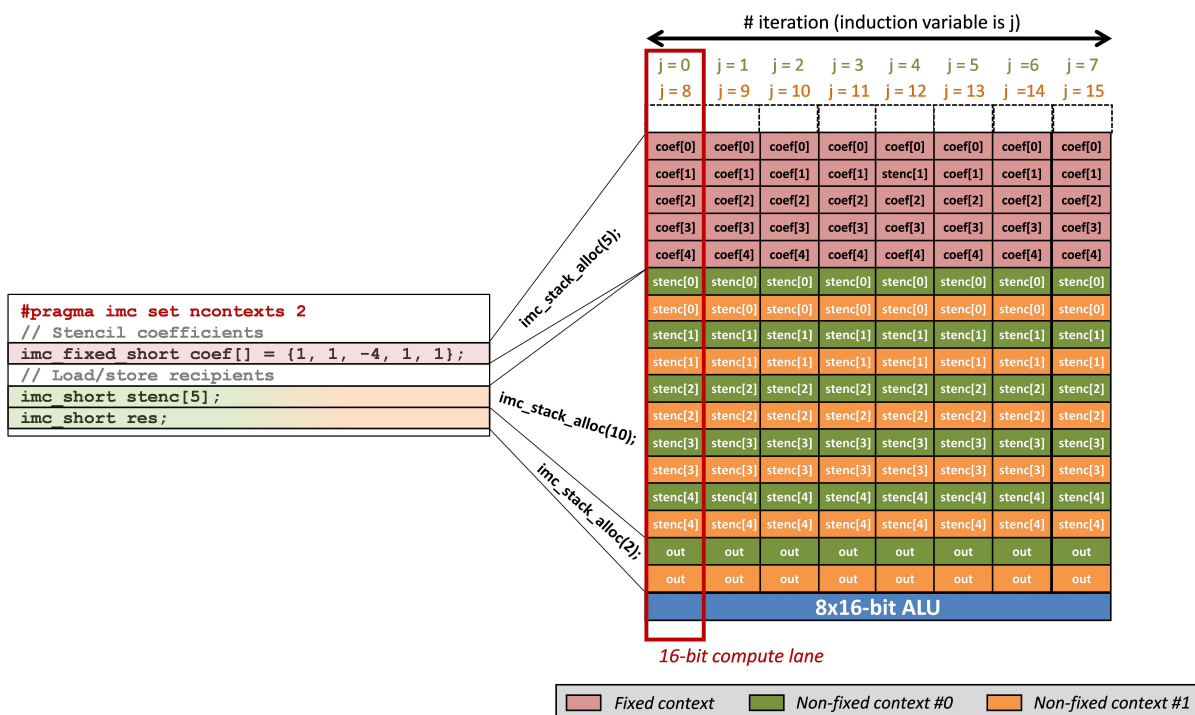 # iteration (induction variable is j)
j = 0 j = 1 j = 2 j = 3 j = 4 j = 5 j =6 j = 7
j = 8 j = 9 j = 10 j = 11 j = 12 j = 13 j =14 j = 15
coef[0] coef[0] coef[0] coef[0] coef[0] coef[0] coef[0] coef[0]
coef[1] coef[1] coef[1] coef[1] stenc[1] coef[1] coef[1] coef[1]
coef[2] coef[2] coef[2] coef[2] coef[2] coef[2] coef[2] coef[2]
coef[3] coef[3] coef[3] coef[3] coef[3] coef[3] coef[3] coef[3]
coef[4] coef[4] coef[4] coef[4] coef[4] coef[4] coef[4] coef[4]
stenc[0] stenc[0] stenc[0] stenc[0] stenc[0] stenc[0] stenc[0] stenc[0]
stenc[0] stenc[0] stenc[0] stenc[0] stenc[0] stenc[0] stenc[0] stenc[0]
stenc[1] stenc[1] stenc[1] stenc[1] stenc[1] stenc[1] stenc[1] stenc[1]
stenc[1] stenc[1] stenc[1] stenc[1] stenc[1] stenc[1] stenc[1] stenc[1]
stenc[2] stenc[2] stenc[2] stenc[2] stenc[2] stenc[2] stenc[2] stenc[2]
stenc[2] stenc[2] stenc[2] stenc[2] stenc[2] stenc[2] stenc[2] stenc[2]
stenc[3] stenc[3] stenc[3] stenc[3] stenc[3] stenc[3] stenc[3] stenc[3]
stenc[3] stenc[3] stenc[3] stenc[3] stenc[3] stenc[3] stenc[3] stenc[3]
stenc[4] stenc[4] stenc[4] stenc[4] stenc[4] stenc[4] stenc[4] stenc[4]
stenc[4] stenc[4] stenc[4] stenc[4] stenc[4] stenc[4] stenc[4] stenc[4]
out out out out out out out out
out out out out out out out out
8x16-bit ALU
16-bit compute lane
imc_stack_alloc(5);
imc_stack_alloc(10);
imc_stack_alloc(2);
#pragma imc set ncontexts 2
// Stencil coefficients
imc_fixed_short coef[] = {1, 1, -4, 1, 1};
// Load/store recipients
imc_short stenc[5];
imc_short res;
Fixed context Non-fixed context #0 Non-fixed context #1